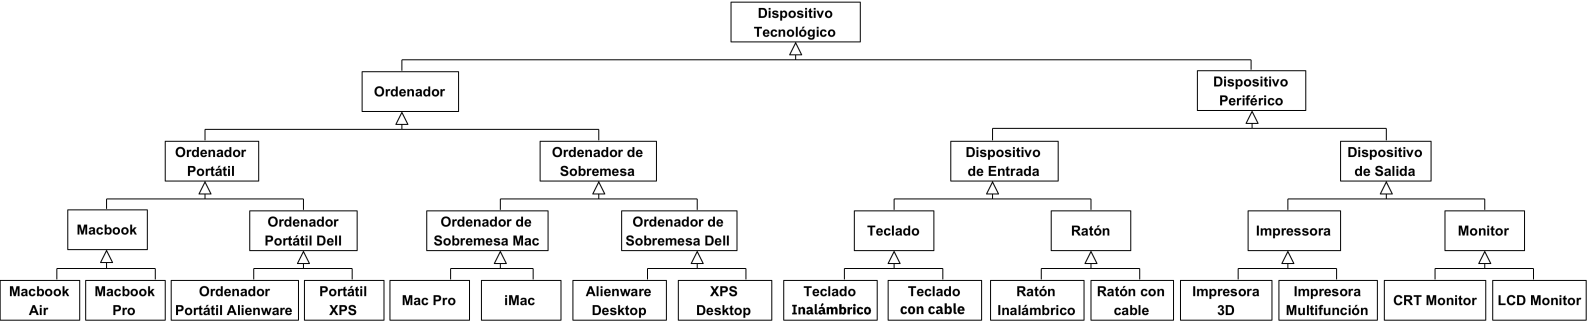 Dispositivo
Tecnológico
Ordenador
Dispositivo
Periférico
Ordenador
Portátil
Ordenador de
Sobremesa
Dispositivo
de Entrada
Dispositivo
de Salida
Macbook
Ordenador
Portátil Dell
Ordenador de
Sobremesa Mac
Ordenador de
Sobremesa Dell
Teclado
Ratón
Impressora
Monitor
Macbook
Air
Macbook
Pro
Ordenador
Portátil Alienware
Portátil
XPS
Mac Pro
iMac
Alienware
Desktop
XPS
Desktop
Teclado
Inalámbrico
Teclado
con cable
Ratón
Inalámbrico
Ratón con
cable
Impresora
3D
Impresora
Multifunción
CRT Monitor
LCD Monitor